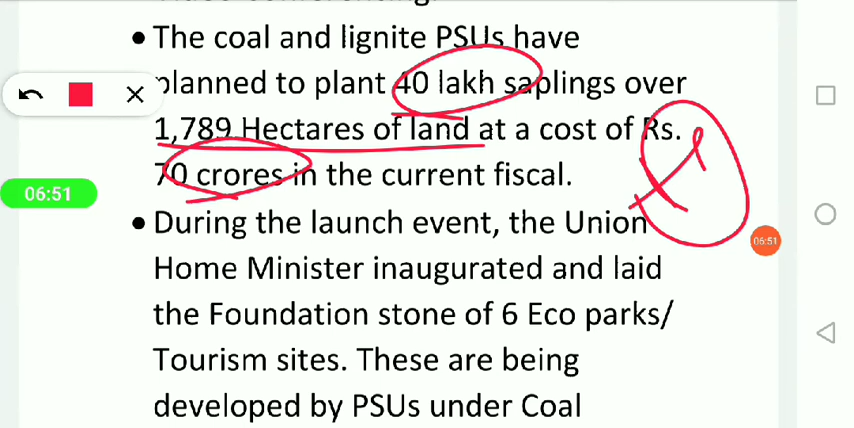 • The coal and lignite PSUs have
planned to plant 40 lakh saplings over
1,789 Hectares of land at a cost of Rs.
70 crores in the current fiscal.
06:51
• During the launch event, the Union
06:51
Home Minister inaugurated and laid
the Foundation stone of 6 Eco parks/
Tourism sites. These are being
developed by PSUs under Coal